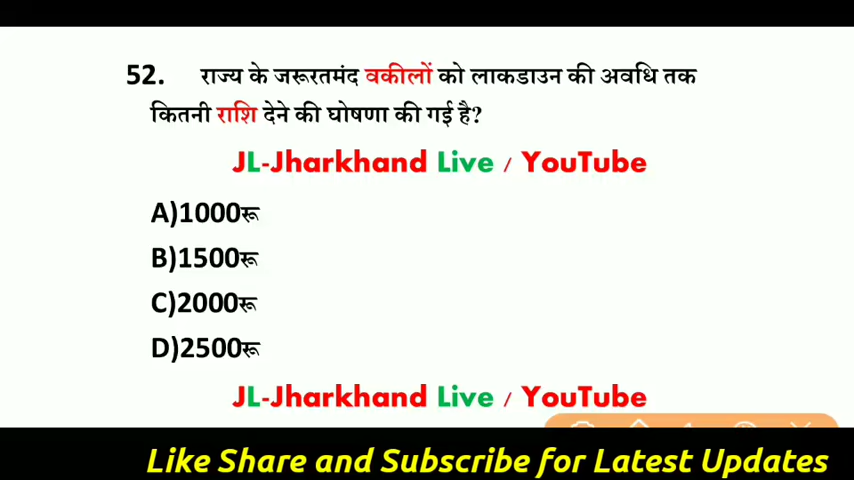 52. राज्य के जरूरतमंद वकीलों को लाकडाउन की अवधि तक
कितनी राशि देने की घोषणा की गई है?
JL-Jharkhand Live / YouTube
A)1000रू
B)1500रू
C)2000रू
D)2500रू
JL-Jharkhand Live / YouTube
Like Share and Subscribe for Latest Updates